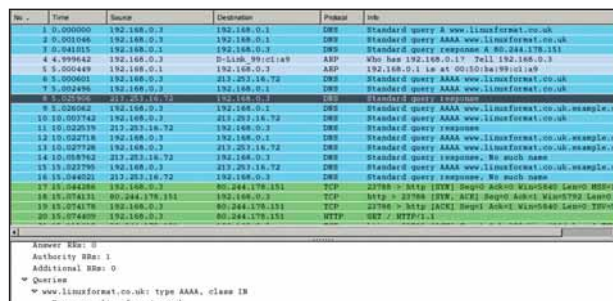 No. Time Source Destination Protocol Info
1 0.000000 192.168.0.3 192.168.0.1 DNS Standard query A www.linuxformat.co.uk
2 0.001046 192.168.0.3 192.168.0.1 DNS Standard query AAAA www.linuxformat.co.uk
3 0.041015 192.168.0.1 192.168.0.3 DNS Standard query response A 80.244.178.151
4 4.999642 192.168.0.3 D-Link_99:c1:a9 ARP Who has 192.168.0.1? Tell 192.168.0.3
5 5.000449 192.168.0.1 192.168.0.3 ARP 192.168.0.1 is at 00:50:ba:99:c1:a9
6 5.000601 192.168.0.3 213.253.16.72 DNS Standard query AAAA www.linuxformat.co.uk
7 5.002496 192.168.0.3 192.168.0.1 DNS Standard query AAAA www.linuxformat.co.uk
8 5.025906 213.253.16.72 192.168.0.3 DNS Standard query response
9 5.026062 192.168.0.3 192.168.0.1 DNS Standard query AAAA www.linuxformat.co.uk.example.
10 10.003742 192.168.0.3 213.253.16.72 DNS Standard query AAAA www.linuxformat.co.uk
11 10.022539 213.253.16.72 192.168.0.3 DNS Standard query response
12 10.022718 192.168.0.3 192.168.0.1 DNS Standard query AAAA www.linuxformat.co.uk.example.
13 10.027728 192.168.0.3 213.253.16.72 DNS Standard query AAAA www.linuxformat.co.uk.example.
14 10.058762 213.253.16.72 192.168.0.3 DNS Standard query response, No such name
15 15.023795 192.168.0.3 213.253.16.72 DNS Standard query AAAA www.linuxformat.co.uk.example.
16 15.044021 213.253.16.72 192.168.0.3 DNS Standard query response, No such name
17 15.044286 192.168.0.3 80.244.178.151 TCP 23788 > http [SYN] Seq=0 Ack=0 Win=5840 Len=0
18 15.074131 80.244.178.151 192.168.0.3 TCP http > 23788 [SYN, ACK] Seq=0 Ack=1 Win=5792 Len=0
19 15.074178 192.168.0.3 80.244.178.151 TCP 23788 > http [ACK] Seq=1 Ack=1 Win=5840 Len=0
20 15.074409 192.168.0.3 80.244.178.151 HTTP GET / HTTP/1.1
Answer RRs: 0
Authority RRs: 1
Additional RRs: 0
Queries
www.linuxformat.co.uk: type AAAA, class IN